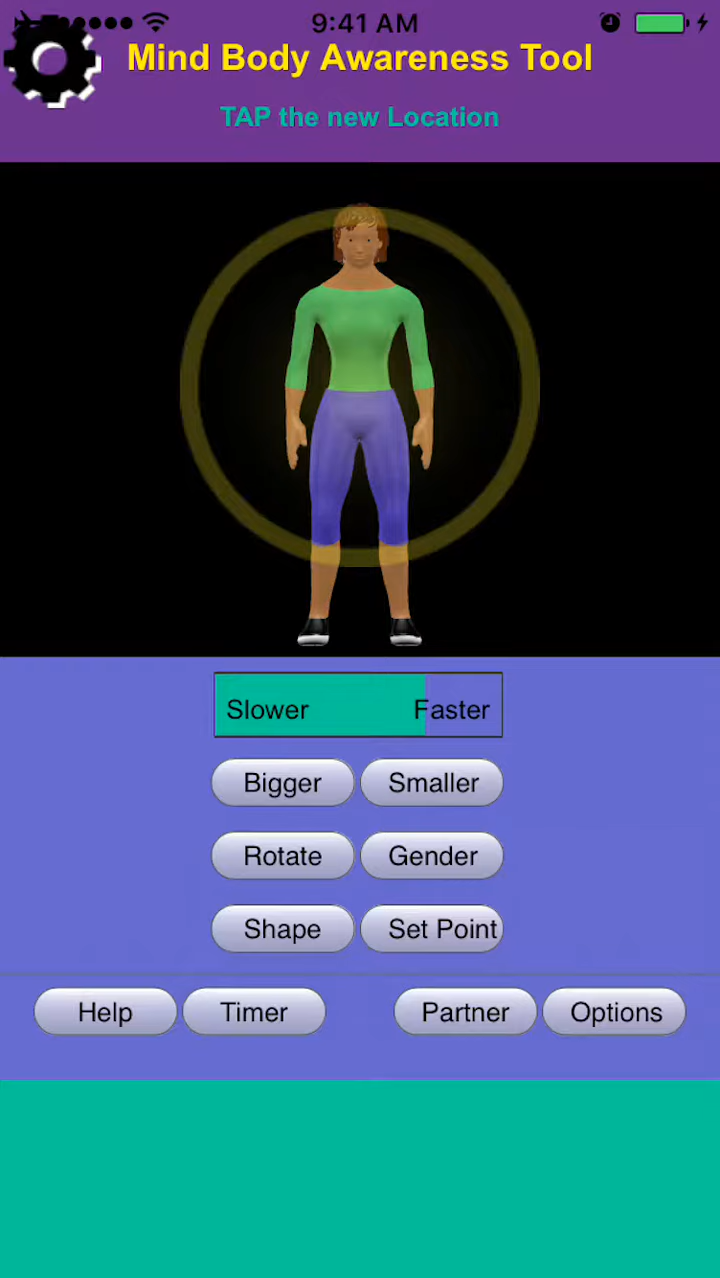 9:41 AM
Mind Body Awareness Tool
TAP the new Location
Slower Faster
Bigger Smaller
Rotate Gender
Shape Set Point
Help Timer Partner Options